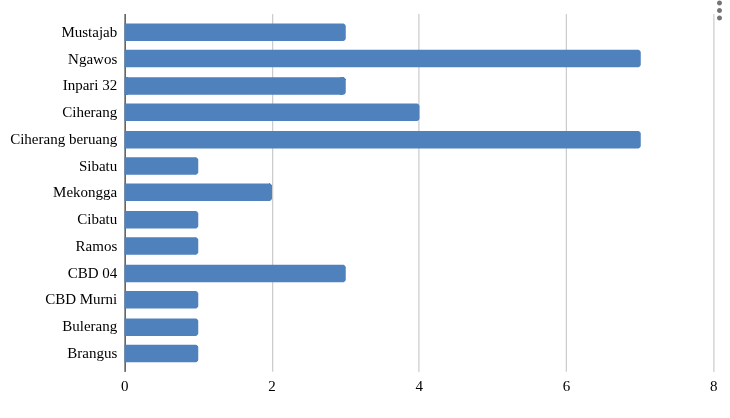 Mustajab
Ngawos
Inpari 32
Ciherang
Ciherang beruang
Sibatu
Mekongga
Cibatu
Ramos
CBD 04
CBD Murni
Bulerang
Brangus
0 2 4 6 8